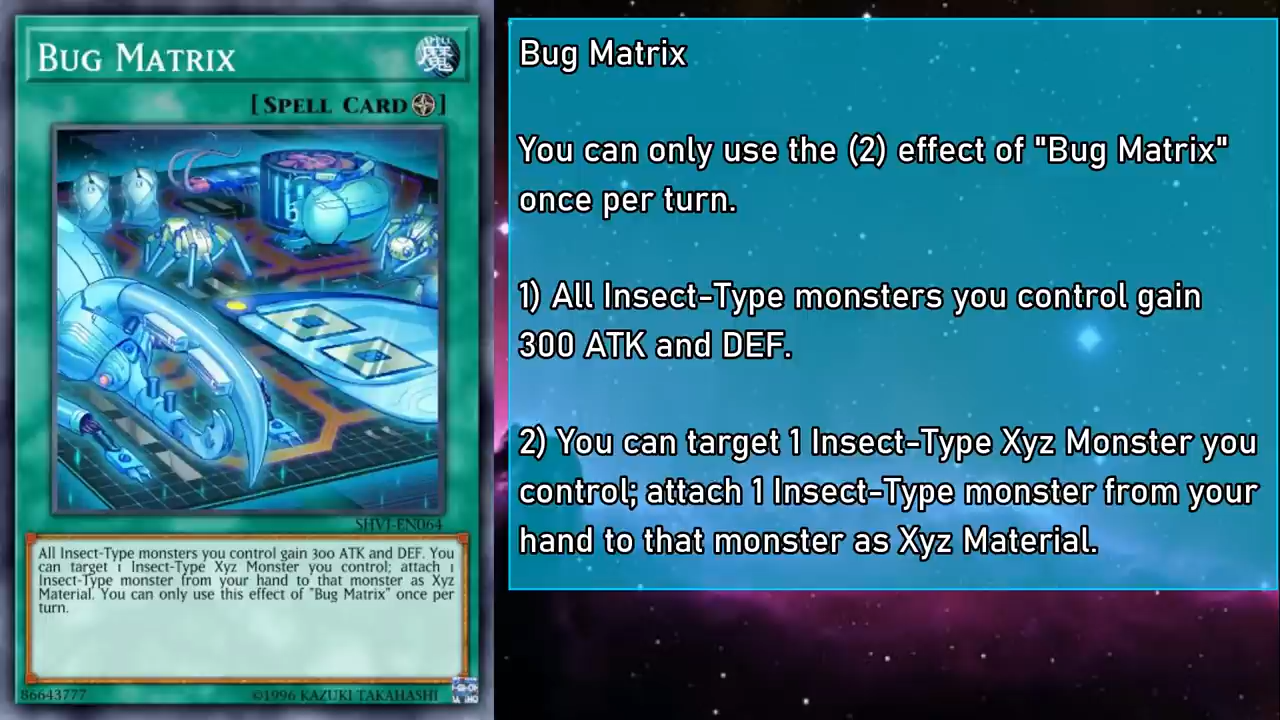 BUG MATRIX
魔
[SPELL CARD]
SHVI-EN064
All Insect-Type monsters you control gain 300 ATK and DEF. You
can target 1 Insect-Type Xyz Monster you control; attach 1
Insect-Type monster from your hand to that monster as Xyz
Material. You can only use this effect of "Bug Matrix" once per
turn.
86643777
©1996 KAZUKI TAKAHASHI
Bug Matrix
You can only use the (2) effect of "Bug Matrix"
once per turn.
1) All Insect-Type monsters you control gain
300 ATK and DEF.
2) You can target 1 Insect-Type Xyz Monster you
control; attach 1 Insect-Type monster from your
hand to that monster as Xyz Material.